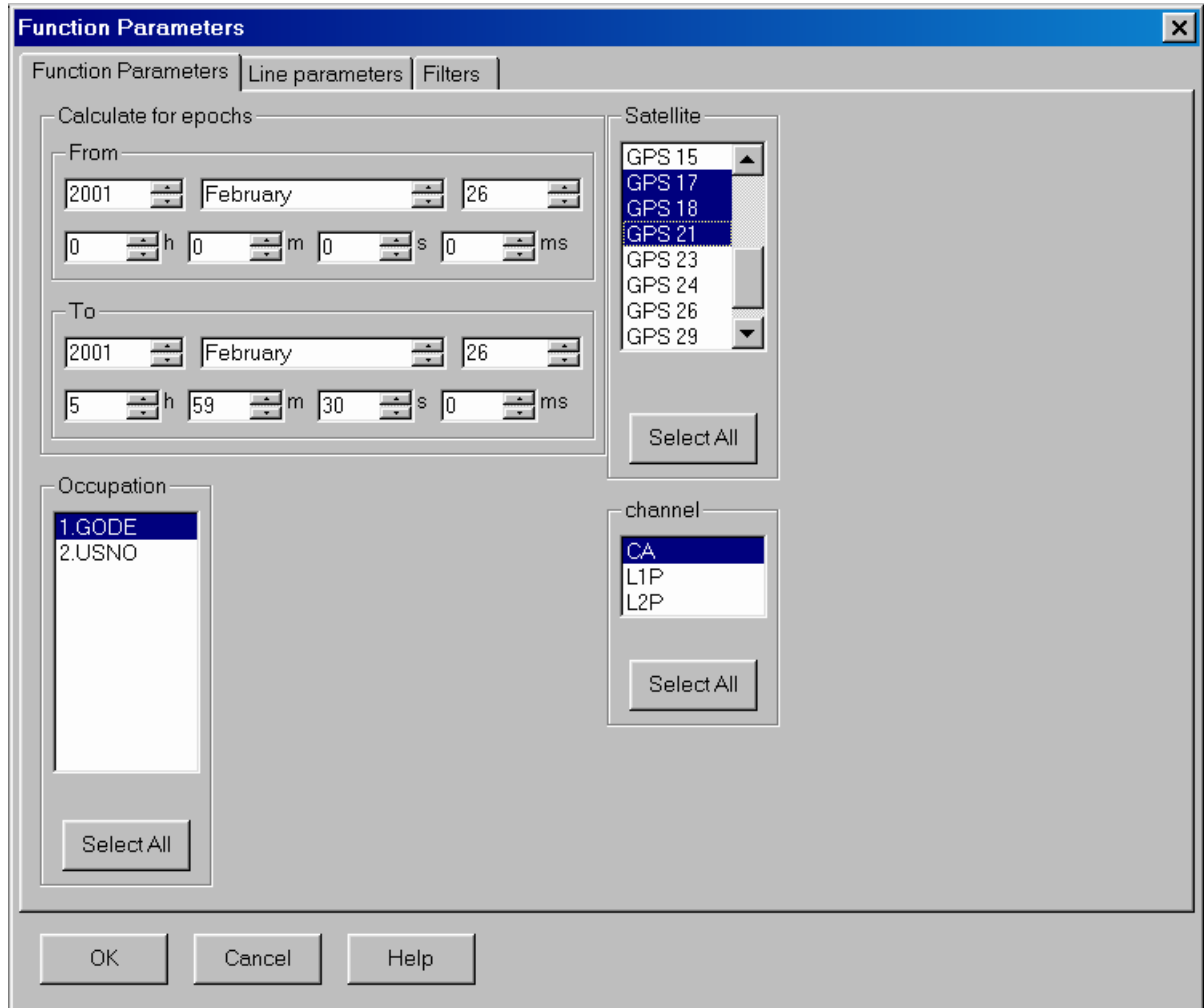 Function Parameters
Function Parameters
Line parameters
Filters
Calculate for epochs
From
2001 February 26
0 h 0 m 0 s 0 ms
To
2001 February 26
5 h 59 m 30 s 0 ms
Satellite
GPS 15
GPS 17
GPS 18
GPS 21
GPS 23
GPS 24
GPS 26
GPS 29
Select All
Occupation
1.GODE
2.USNO
Select All
channel
CA
L1P
L2P
Select All
OK
Cancel
Help